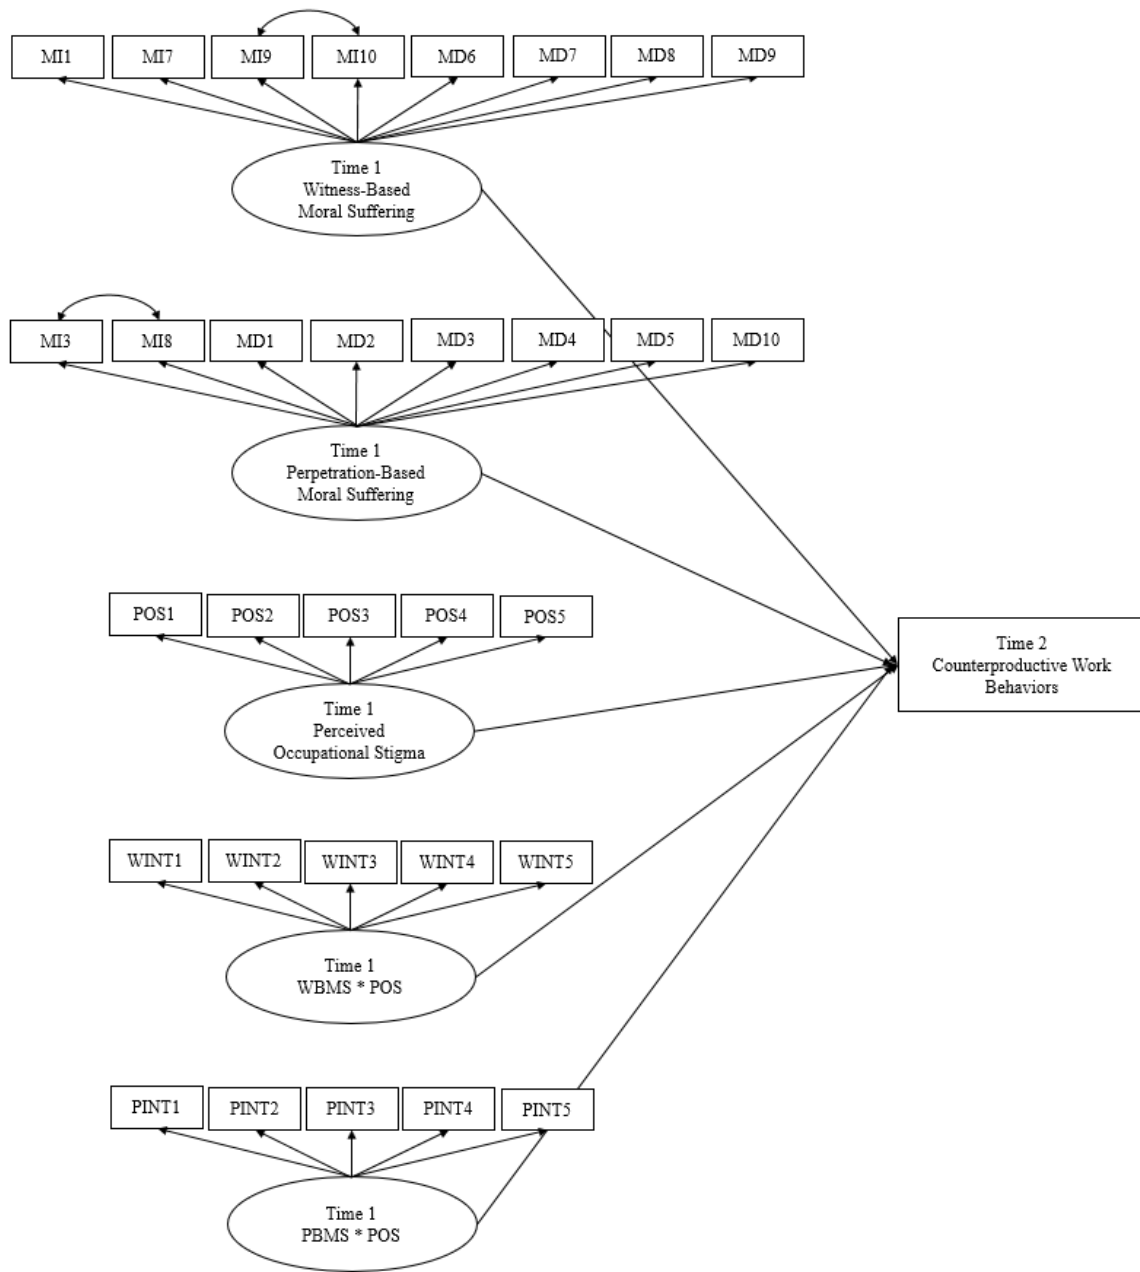 MI1 MI7 MI9 MI10 MD6 MD7 MD8 MD9
Time 1
Witness-Based
Moral Suffering
MI3 MI8 MD1 MD2 MD3 MD4 MD5 MD10
Time 1
Perpetration-Based
Moral Suffering
POS1 POS2 POS3 POS4 POS5
Time 1
Perceived
Occupational Stigma
Time 2
Counterproductive Work
Behaviors
WINT1 WINT2 WINT3 WINT4 WINT5
Time 1
WBMS * POS
PINT1 PINT2 PINT3 PINT4 PINT5
Time 1
PBMS * POS